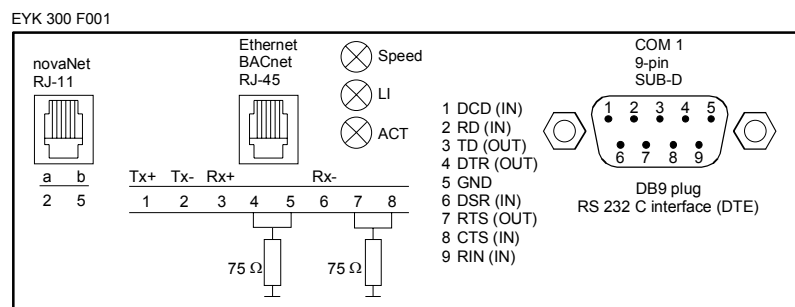 EYK 300 F001
novaNet
RJ-11
a b
2 5
Ethernet
BACnet
RJ-45
Speed
LI
ACT
Tx+ Tx- Rx+ Rx-
1 2 3 4 5 6 7 8
75 Ω 75 Ω
1 DCD (IN)
2 RD (IN)
3 TD (OUT)
4 DTR (OUT)
5 GND
6 DSR (IN)
7 RTS (OUT)
8 CTS (IN)
9 RIN (IN)
COM 1
9-pin
SUB-D
1 2 3 4 5
6 7 8 9
DB9 plug
RS 232 C interface (DTE)